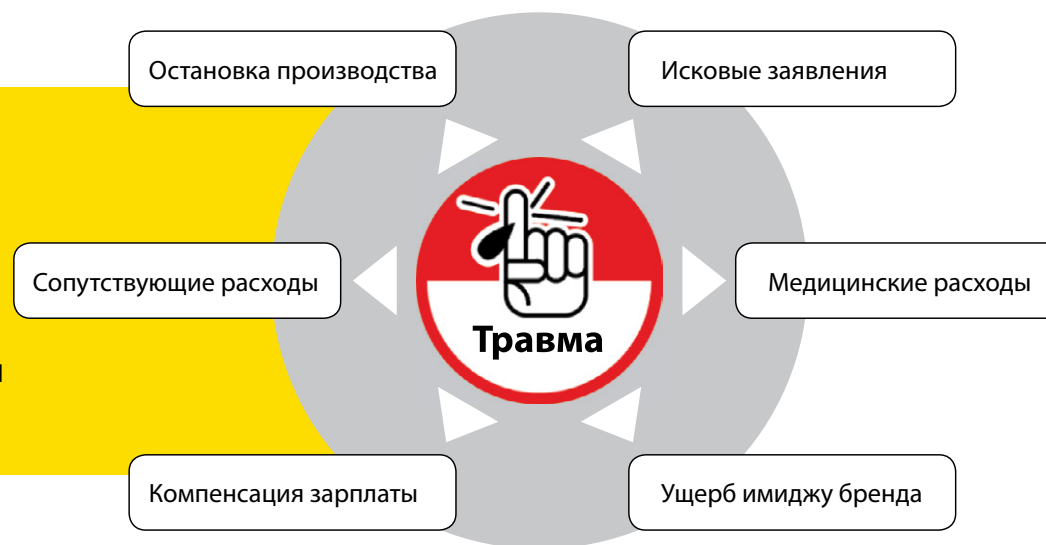 Остановка производства
Исковые заявления
Сопутствующие расходы
Травма
Медицинские расходы
Компенсация зарплаты
Ущерб имиджу бренда